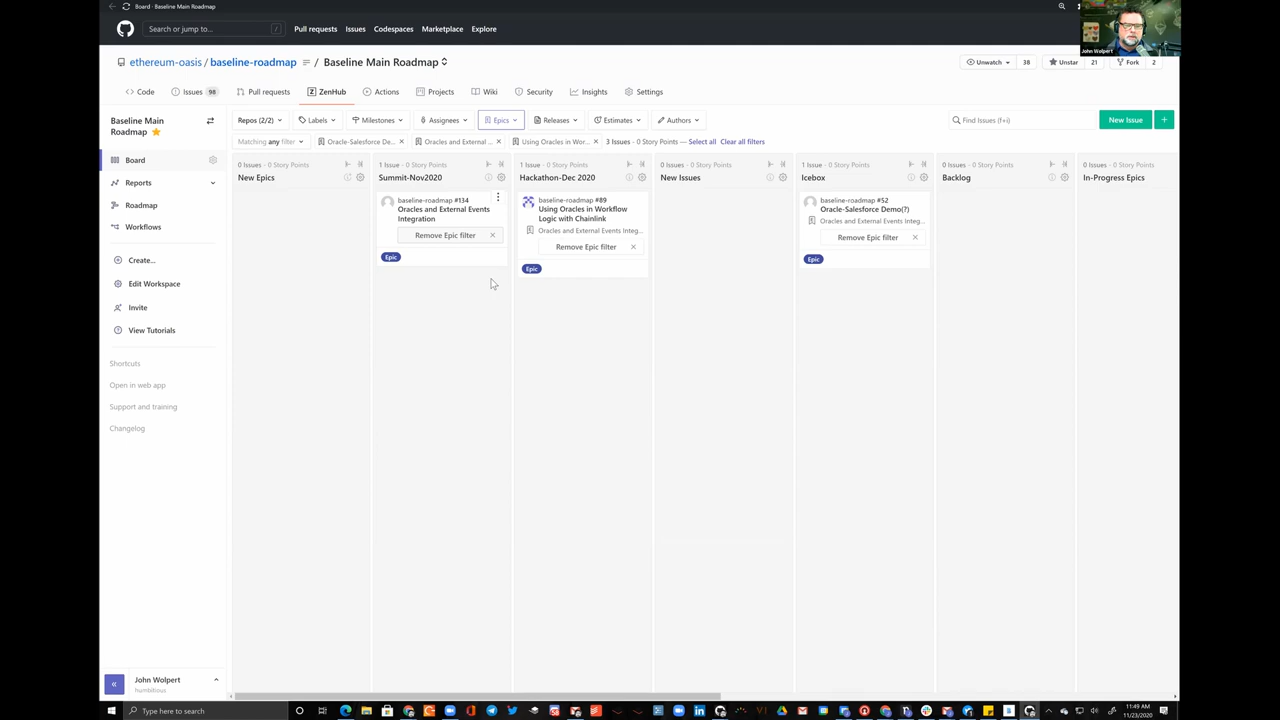 Board · Baseline Main Roadmap
Search or jump to...
/
Pull requests
Issues
Codespaces
Marketplace
Explore
John Wolpert
ethereum-oasis / baseline-roadmap
/ Baseline Main Roadmap
Unwatch
38
Unstar
21
Fork
2
Code
Issues 98
Pull requests
ZenHub
Actions
Projects
Wiki
Security
Insights
Settings
Baseline Main
Roadmap
Board
Reports
Roadmap
Workflows
Create...
Edit Workspace
Invite
View Tutorials
Shortcuts
Open in web app
Support and training
Changelog
John Wolpert
humbitious
Repos (2/2)
Labels
Milestones
Assignees
Epics
Releases
Estimates
Authors
Find Issues (f+i)
New Issue
+
Matching any filter
Oracle-Salesforce De...
Oracles and External ...
Using Oracles in Wor...
3 Issues · 0 Story Points — Select all
Clear all filters
0 Issues · 0 Story Points
New Epics
1 Issue · 0 Story Points
Summit-Nov2020
baseline-roadmap #134
Oracles and External Events
Integration
Remove Epic filter
Epic
1 Issue · 0 Story Points
Hackathon-Dec 2020
baseline-roadmap #89
Using Oracles in Workflow
Logic with Chainlink
Oracles and External Events Integ...
Remove Epic filter
Epic
0 Issues · 0 Story Points
New Issues
1 Issue · 0 Story Points
Icebox
baseline-roadmap #52
Oracle-Salesforce Demo(?)
Oracles and External Events Integ...
Remove Epic filter
Epic
0 Issues · 0 Story Points
Backlog
0 Issues · 0 Story Points
In-Progress Epics
Type here to search
11:49 AM
11/23/2020